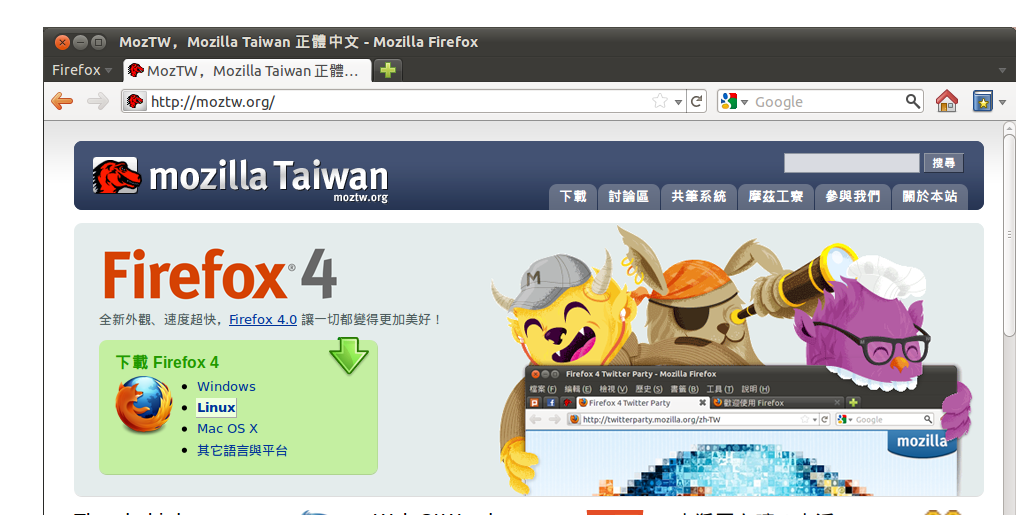 MozTW，Mozilla Taiwan 正體中文 - Mozilla Firefox
Firefox
MozTW，Mozilla Taiwan 正體...
http://moztw.org/
Google
mozilla Taiwan
moztw.org
搜尋
下載 討論區 共筆系統 摩茲工寮 參與我們 關於本站
Firefox® 4
全新外觀、速度超快，Firefox 4.0 讓一切都變得更加美好！
M
下載 Firefox 4
Windows
Linux
Mac OS X
其它語言與平台
Firefox 4 Twitter Party - Mozilla Firefox
檔案(F) 編輯(E) 檢視(V) 歷史(S) 書籤(B) 工具(T) 說明(H)
Firefox 4 Twitter Party
歡迎使用 Firefox
http://twitterparty.mozilla.org/zh-TW
Google
mozilla